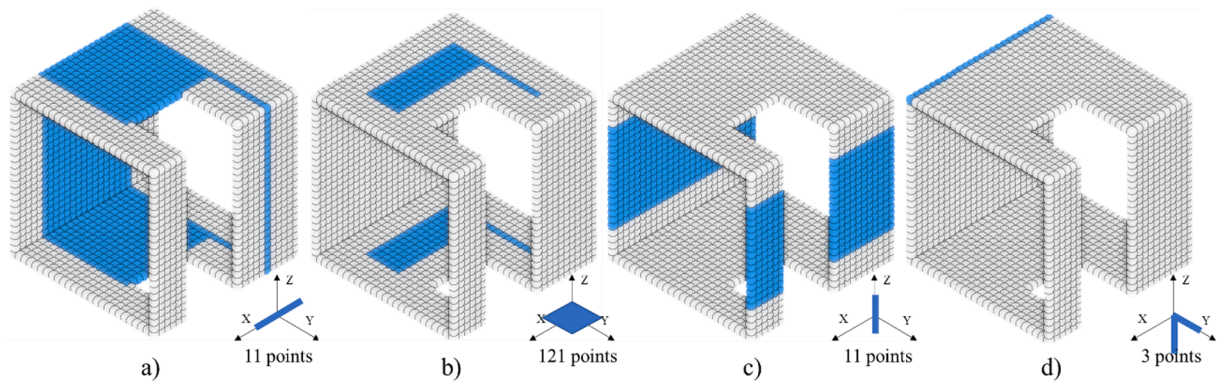 Z
X
Y
11 points
a)
Z
X
Y
121 points
b)
Z
X
Y
11 points
c)
Z
X
Y
3 points
d)